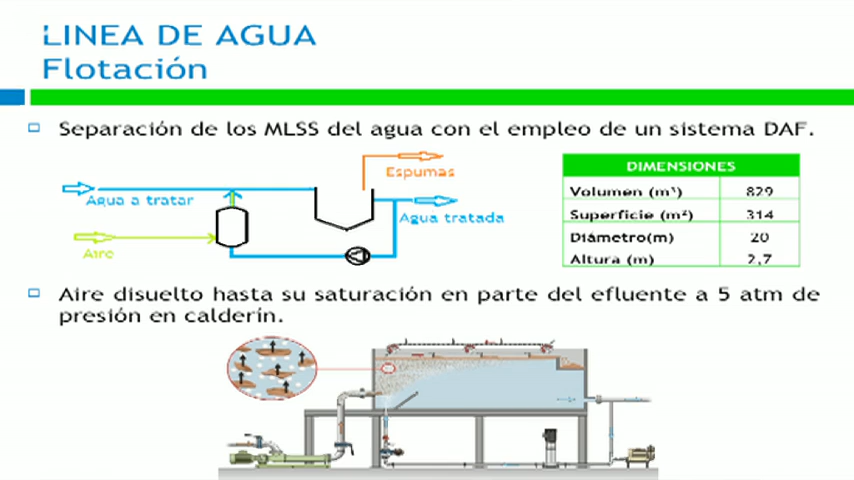 LINEA DE AGUA
Flotación
Separación de los MLSS del agua con el empleo de un sistema DAF.
Espumas
Agua a tratar
Agua tratada
Aire
DIMENSIONES
Volumen (m³) 829
Superficie (m²) 314
Diámetro(m) 20
Altura (m) 2,7
Aire disuelto hasta su saturación en parte del efluente a 5 atm de
presión en calderín.